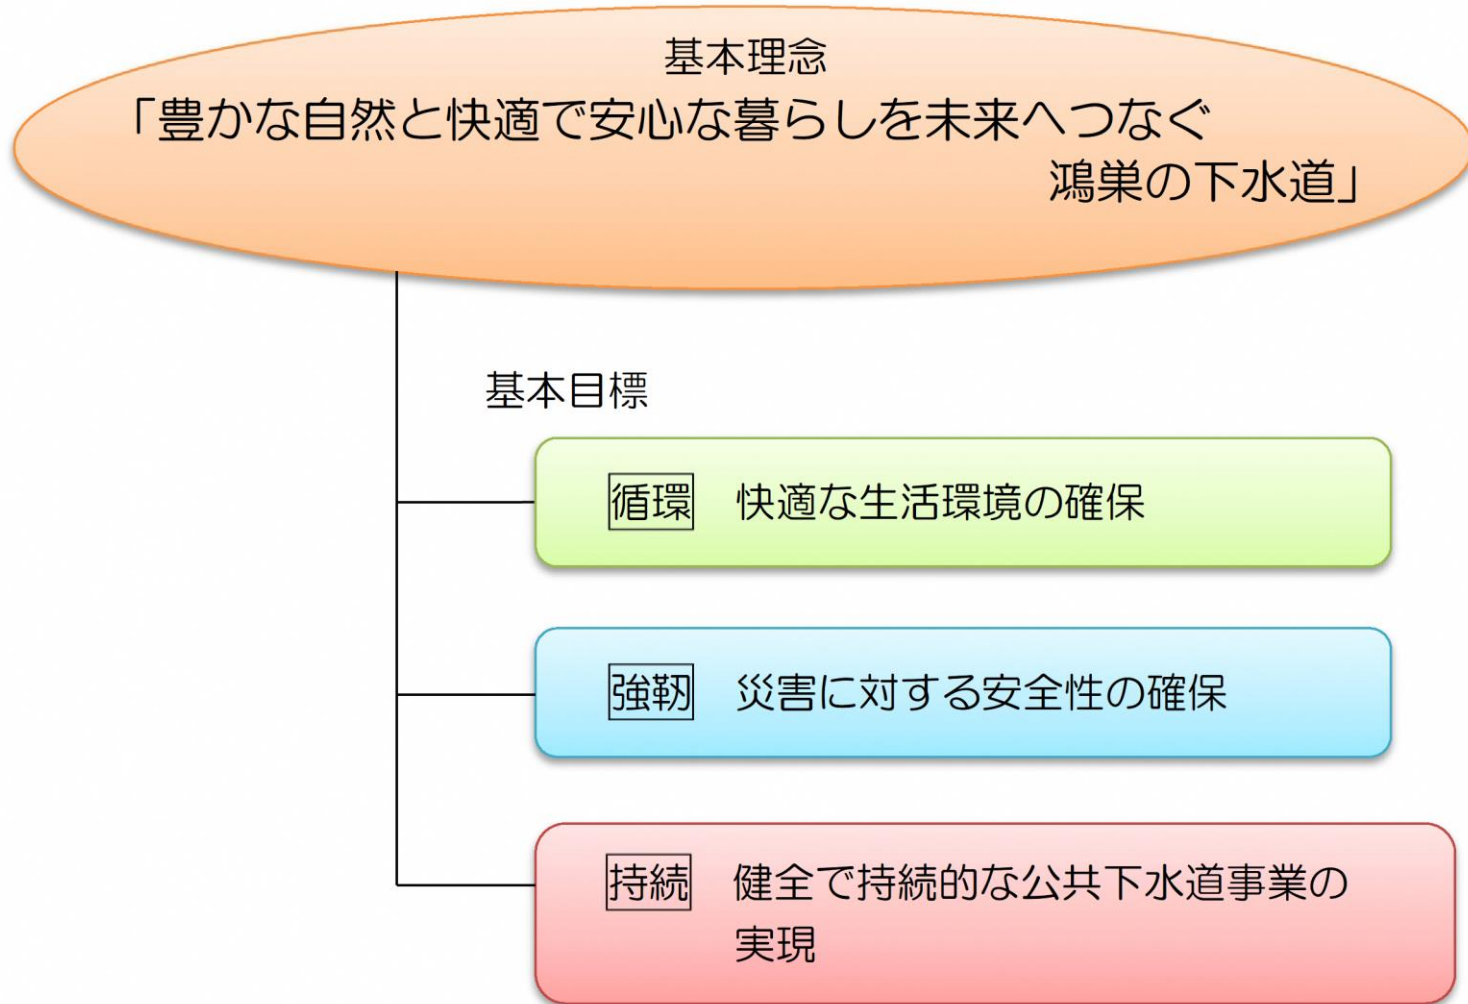 基本理念
「豊かな自然と快適で安心な暮らしを未来へつなぐ
鴻巣の下水道」
基本目標
循環 快適な生活環境の確保
強靭 災害に対する安全性の確保
持続 健全で持続的な公共下水道事業の
実現